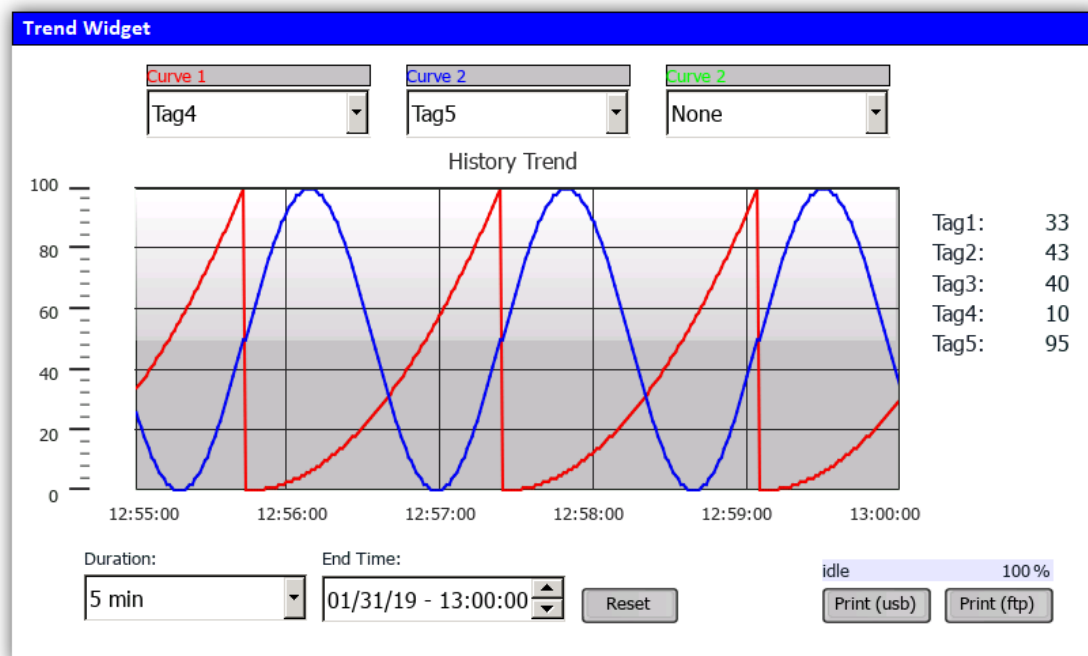 Trend Widget
Curve 1 Curve 2 Curve 2
Tag4 Tag5 None
History Trend
100
80
60
40
20
0
12:55:00 12:56:00 12:57:00 12:58:00 12:59:00 13:00:00
Tag1: 33
Tag2: 43
Tag3: 40
Tag4: 10
Tag5: 95
Duration: End Time:
5 min 01/31/19 - 13:00:00 Reset
idle 100 %
Print (usb) Print (ftp)